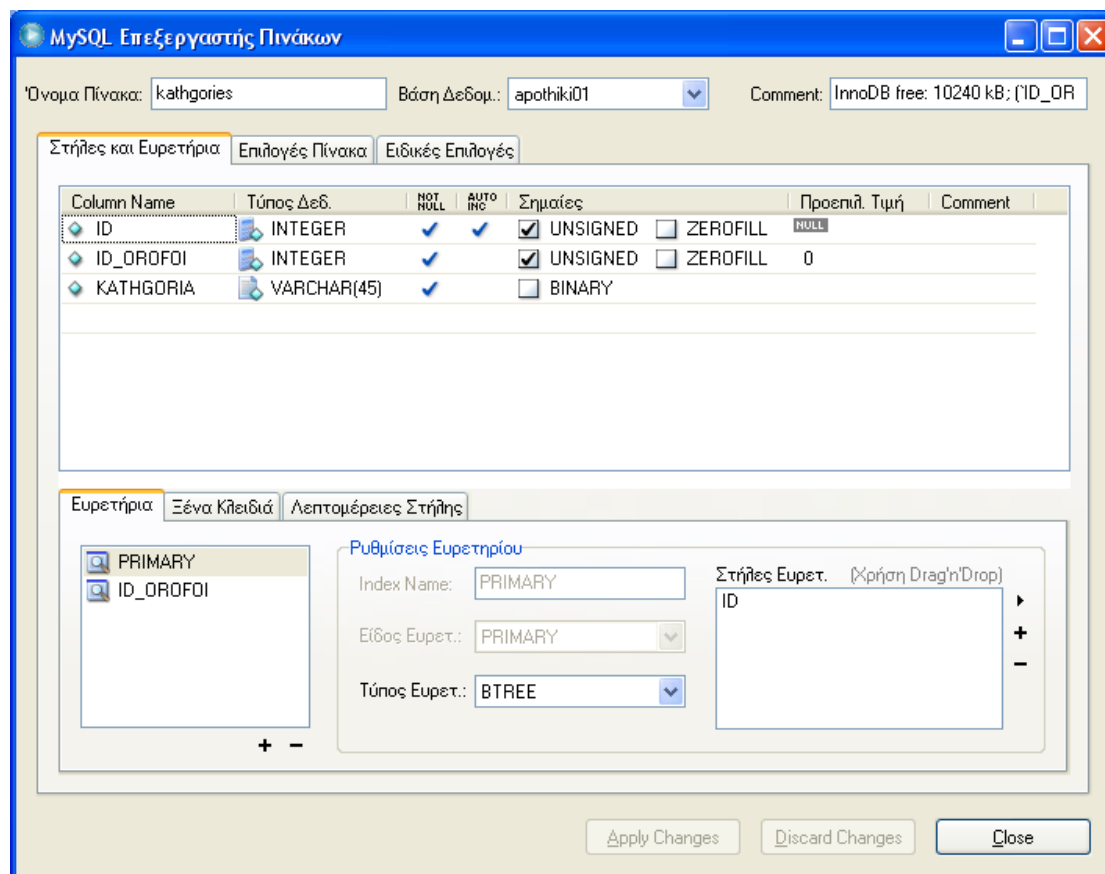 MySQL Επεξεργαστής Πινάκων
Όνομα Πίνακα: kathgories Βάση Δεδομ.: apothiki01 Comment: InnoDB free: 10240 kB; (`ID_OR
Στήλες και Ευρετήρια Επιλογές Πίνακα Ειδικές Επιλογές
Column Name Τύπος Δεδ. NOT NULL AUTO INC Σημαίες Προεπιλ. Τιμή Comment
ID INTEGER UNSIGNED ZEROFILL NULL
ID_OROFOI INTEGER UNSIGNED ZEROFILL 0
KATHGORIA VARCHAR(45) BINARY
Ευρετήρια Ξένα Κλειδιά Λεπτομέρειες Στήλης
PRIMARY
ID_OROFOI
Ρυθμίσεις Ευρετηρίου
Index Name: PRIMARY
Είδος Ευρετ.: PRIMARY
Τύπος Ευρετ.: BTREE
Στήλες Ευρετ. (Χρήση Drag'n'Drop)
ID
Apply Changes Discard Changes Close